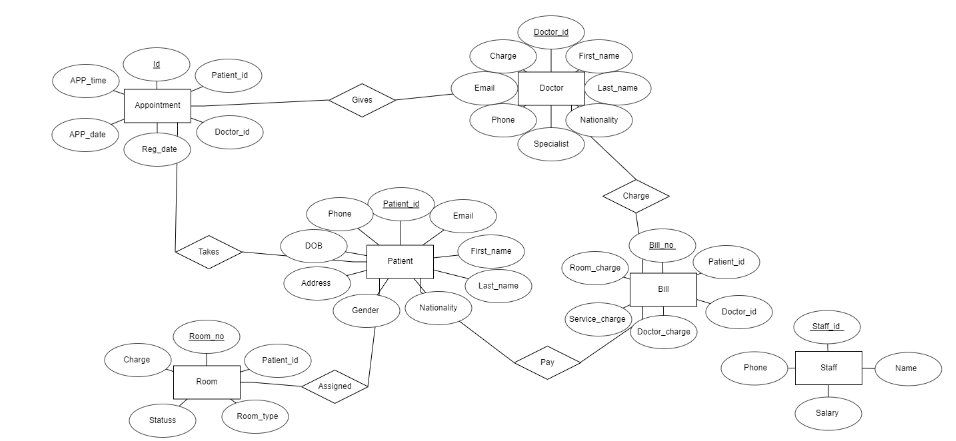 Doctor_id
Charge
First_name
Id
APP_time
Patient_id
Email
Doctor
Last_name
Appointment
Gives
Phone
Nationality
APP_date
Doctor_id
Reg_date
Specialist
Charge
Patient_id
Phone
Email
DOB
Bill_no
Takes
First_name
Patient
Patient_id
Room_charge
Address
Last_name
Bill
Gender
Nationality
Doctor_id
Service_charge
Doctor_charge
Staff_id
Room_no
Charge
Patient_id
Pay
Phone
Staff
Name
Room
Assigned
Statuss
Room_type
Salary